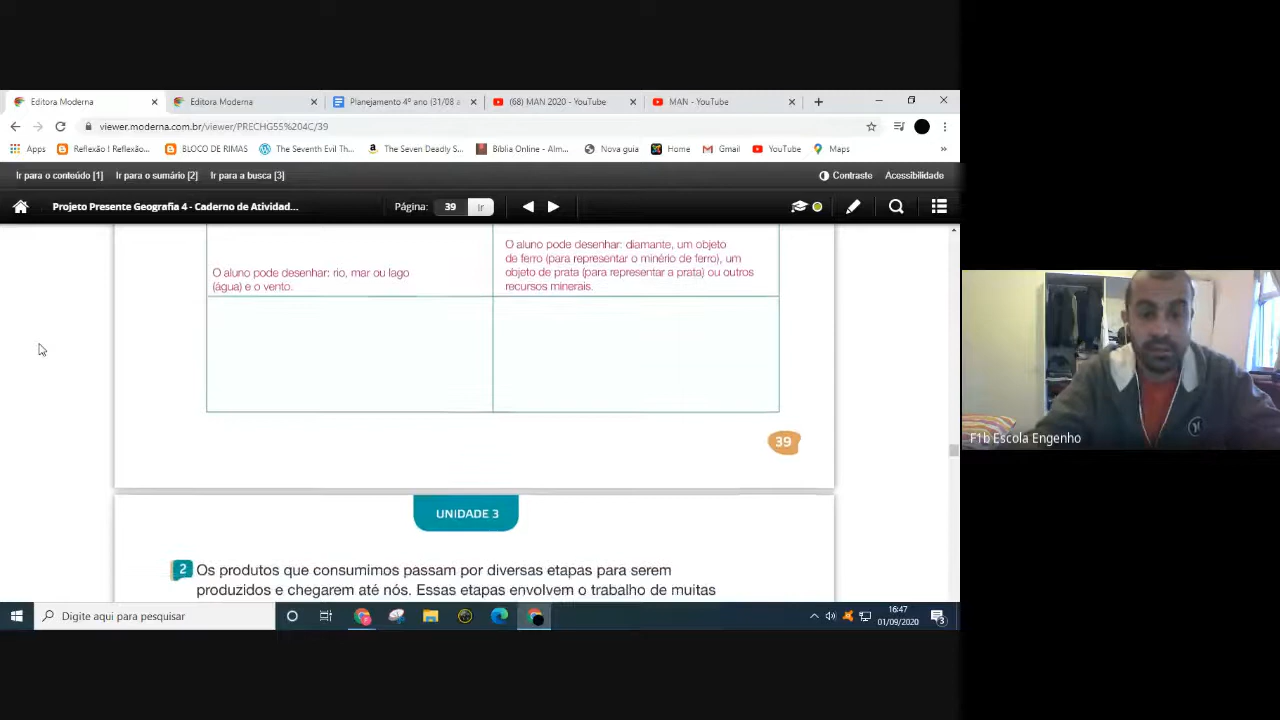 Editora Moderna
Editora Moderna
Planejamento 4º ano (31/08 a
(68) MAN 2020 - YouTube
MAN - YouTube
viewer.moderna.com.br/viewer/PRECHG5S%204C/39
Apps
Reflexão ! Reflexão...
BLOCO DE RIMAS
The Seventh Evil Th...
The Seven Deadly S...
Bíblia Online - Alm...
Nova guia
Home
Gmail
YouTube
Maps
Ir para o conteúdo [1]
Ir para o sumário [2]
Ir para a busca [3]
Contraste
Acessibilidade
Projeto Presente Geografia 4 - Caderno de Atividad...
Página:
39
Ir
O aluno pode desenhar: rio, mar ou lago
(água) e o vento.
O aluno pode desenhar: diamante, um objeto
de ferro (para representar o minério de ferro), um
objeto de prata (para representar a prata) ou outros
recursos minerais.
39
UNIDADE 3
2 Os produtos que consumimos passam por diversas etapas para serem
produzidos e chegarem até nós. Essas etapas envolvem o trabalho de muitas
F1b Escola Engenho
Digite aqui para pesquisar
16:47
01/09/2020
3